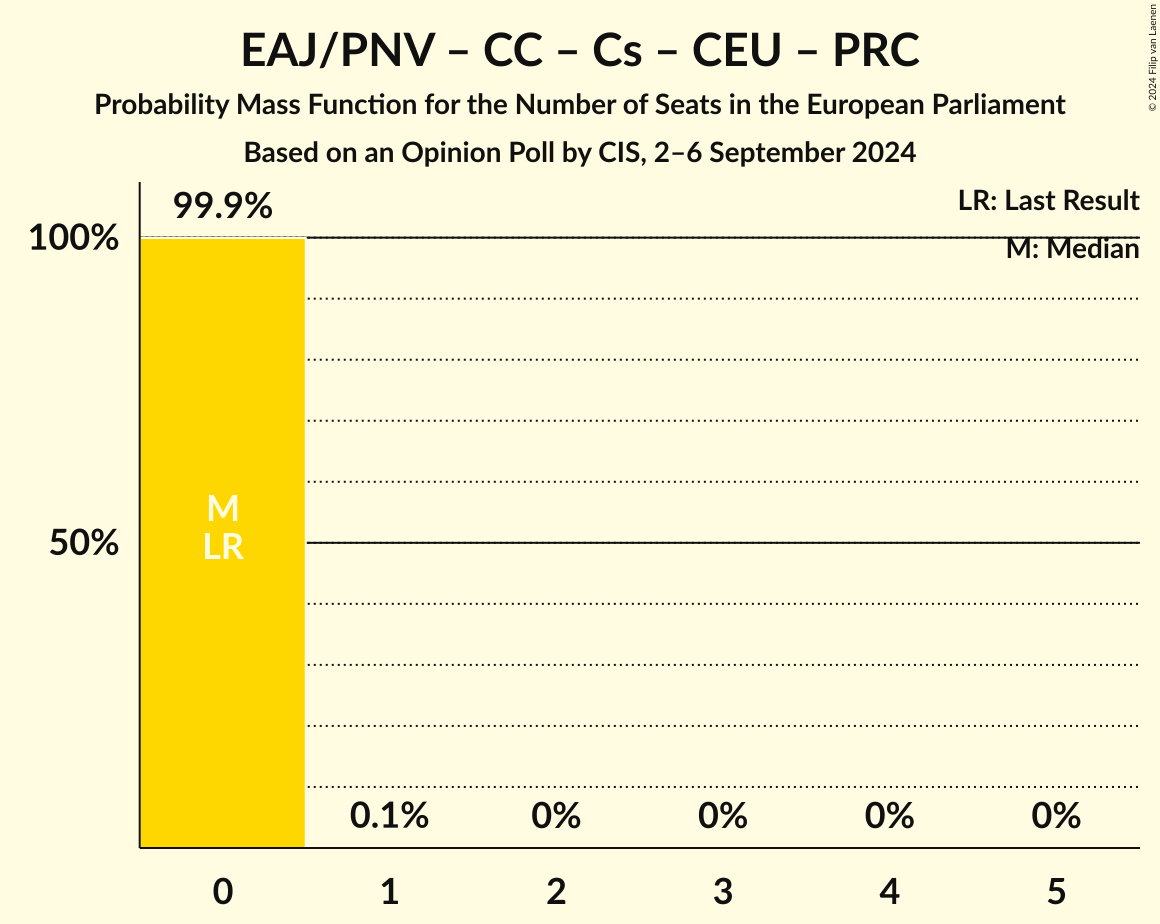 EAJ/PNV – CC – Cs – CEU – PRC
Probability Mass Function for the Number of Seats in the European Parliament
Based on an Opinion Poll by CIS, 2–6 September 2024
© 2024 Filip van Laenen
LR: Last Result
M: Median
99.9%
100%
50%
M
LR
0.1% 0% 0% 0% 0%
0 1 2 3 4 5